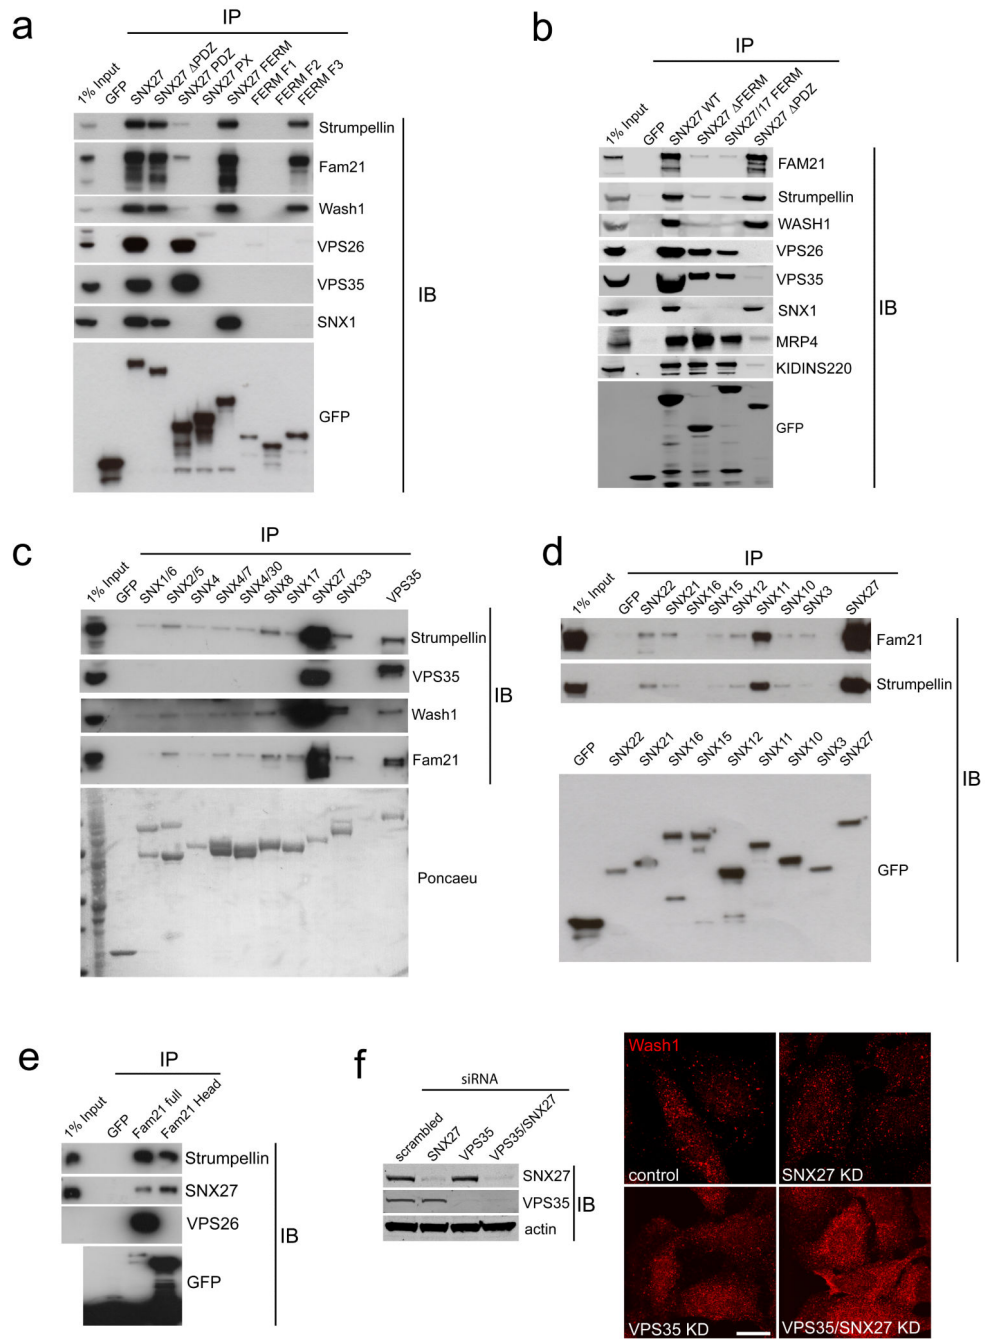 a
IP
1% Input
GFP
SNX27
SNX27 ΔPDZ
SNX27 PDZ
SNX27 PX
SNX27 FERM
FERM F1
FERM F2
FERM F3
Strumpellin
Fam21
Wash1
VPS26
VPS35
SNX1
GFP
IB
b
IP
1% Input
GFP
SNX27 WT
SNX27 ΔFERM
SNX27/17 FERM
SNX27 ΔPDZ
FAM21
Strumpellin
WASH1
VPS26
VPS35
SNX1
MRP4
KIDINS220
GFP
IB
c
IP
1% Input
GFP
SNX1/6
SNX2/5
SNX4
SNX4/7
SNX4/30
SNX8
SNX17
SNX27
SNX33
VPS35
Strumpellin
VPS35
Wash1
Fam21
IB
Poncaeu
d
IP
1% Input
GFP
SNX22
SNX21
SNX16
SNX15
SNX12
SNX11
SNX10
SNX3
SNX27
Fam21
Strumpellin
GFP
SNX22
SNX21
SNX16
SNX15
SNX12
SNX11
SNX10
SNX3
SNX27
GFP
IB
e
IP
1% Input
GFP
Fam21 full
Fam21 Head
Strumpellin
SNX27
VPS26
GFP
IB
f
siRNA
scrambled
SNX27
VPS35
VPS35/SNX27
SNX27
VPS35
actin
IB
Wash1
control
SNX27 KD
VPS35 KD
VPS35/SNX27 KD